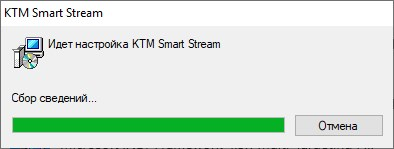 KTM Smart Stream
Идет настройка KTM Smart Stream
Сбор сведений...
Отмена